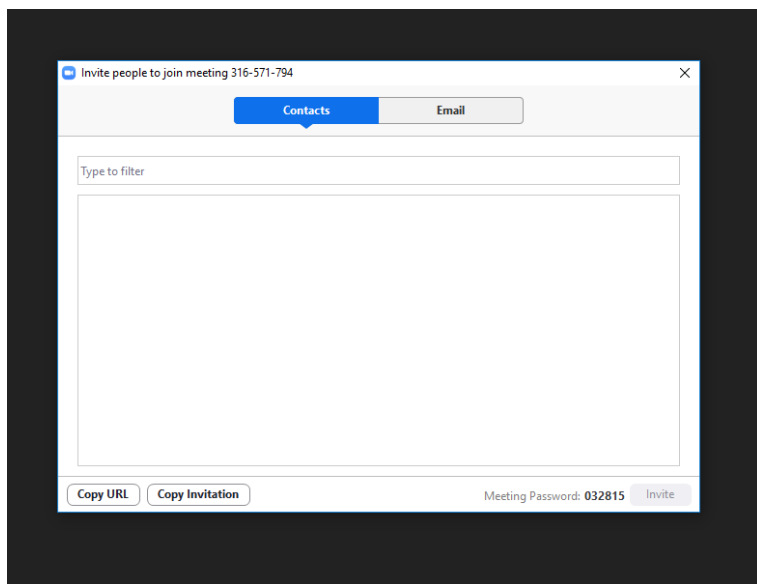 Invite people to join meeting 316-571-794
Contacts Email
Type to filter
Copy URL Copy Invitation Meeting Password: 032815 Invite